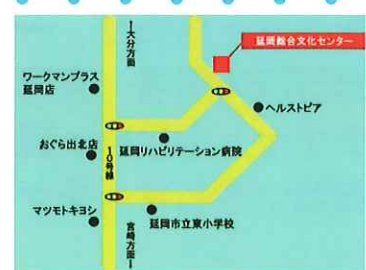 ←大分方面
延岡総合文化センター
ワークマンプラス
延岡店
ヘルストピア
おぐら出北店
10号線
延岡リハビリテーション病院
マツモトキヨシ
延岡市立東小学校
宮崎方面→